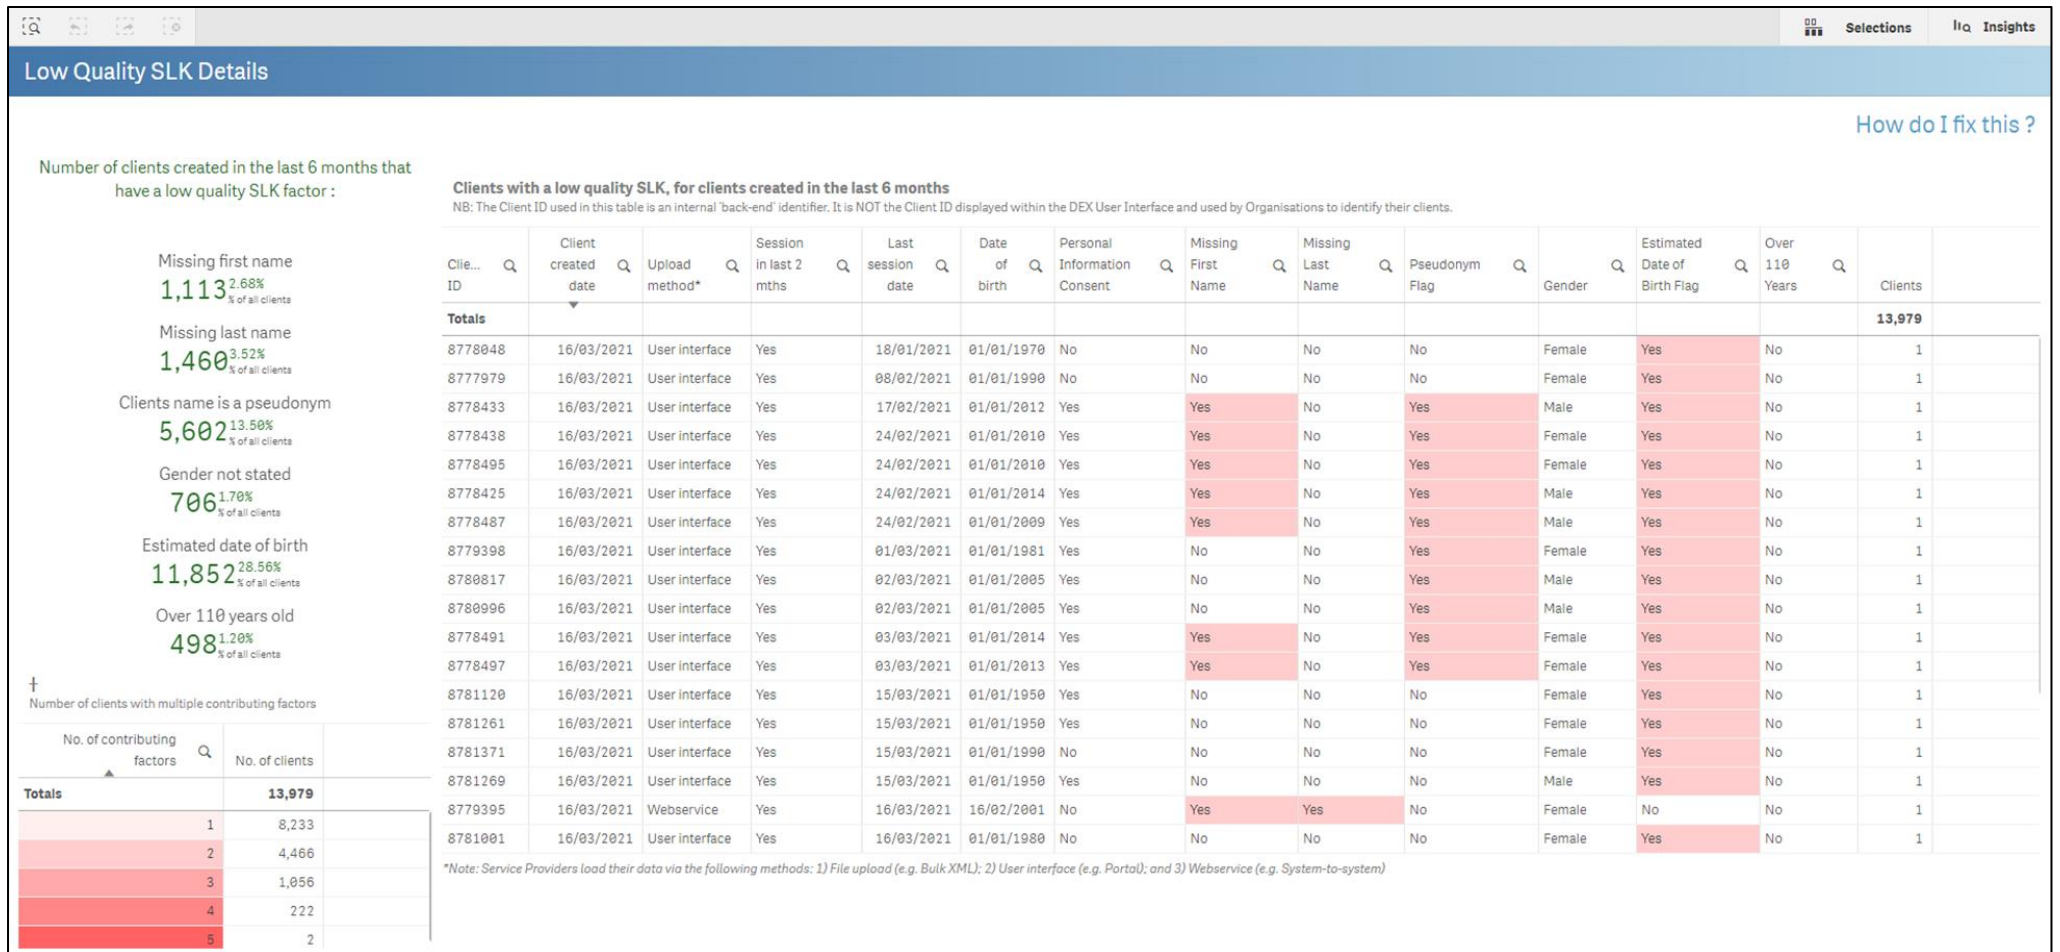 Selections
Insights
Low Quality SLK Details
How do I fix this ?
Number of clients created in the last 6 months that
have a low quality SLK factor :
Missing first name
1,113 2.68%
% of all clients
Missing last name
1,460 3.52%
% of all clients
Clients name is a pseudonym
5,602 13.50%
% of all clients
Gender not stated
706 1.70%
% of all clients
Estimated date of birth
11,852 28.56%
% of all clients
Over 110 years old
498 1.20%
% of all clients
Number of clients with multiple contributing factors
No. of contributing factors No. of clients
Totals 13,979
1 8,233
2 4,466
3 1,056
4 222
5 2
Clients with a low quality SLK, for clients created in the last 6 months
NB: The Client ID used in this table is an internal 'back-end' identifier. It is NOT the Client ID displayed within the DEX User Interface and used by Organisations to identify their clients.
Clie... ID Client created date Upload method* Session in last 2 mths Last session date Date of birth Personal Information Consent Missing First Name Missing Last Name Pseudonym Flag Gender Estimated Date of Birth Flag Over 110 Years Clients
Totals 13,979
8778048 16/03/2021 User interface Yes 18/01/2021 01/01/1970 No No No No Female Yes No 1
8777979 16/03/2021 User interface Yes 08/02/2021 01/01/1990 No No No No Female Yes No 1
8778433 16/03/2021 User interface Yes 17/02/2021 01/01/2012 Yes Yes No Yes Male Yes No 1
8778438 16/03/2021 User interface Yes 24/02/2021 01/01/2010 Yes Yes No Yes Female Yes No 1
8778495 16/03/2021 User interface Yes 24/02/2021 01/01/2010 Yes Yes No Yes Female Yes No 1
8778425 16/03/2021 User interface Yes 24/02/2021 01/01/2014 Yes Yes No Yes Male Yes No 1
8778487 16/03/2021 User interface Yes 24/02/2021 01/01/2009 Yes Yes No Yes Male Yes No 1
8779398 16/03/2021 User interface Yes 01/03/2021 01/01/1981 Yes No No Yes Female Yes No 1
8780817 16/03/2021 User interface Yes 02/03/2021 01/01/2005 Yes No No Yes Male Yes No 1
8780996 16/03/2021 User interface Yes 02/03/2021 01/01/2005 Yes No No Yes Male Yes No 1
8778491 16/03/2021 User interface Yes 03/03/2021 01/01/2014 Yes Yes No Yes Female Yes No 1
8778497 16/03/2021 User interface Yes 03/03/2021 01/01/2013 Yes Yes No Yes Female Yes No 1
8781120 16/03/2021 User interface Yes 15/03/2021 01/01/1950 Yes No No No Female Yes No 1
8781261 16/03/2021 User interface Yes 15/03/2021 01/01/1950 Yes No No No Female Yes No 1
8781371 16/03/2021 User interface Yes 15/03/2021 01/01/1990 No No No No Female Yes No 1
8781269 16/03/2021 User interface Yes 15/03/2021 01/01/1950 Yes No No No Male Yes No 1
8779395 16/03/2021 Webservice Yes 16/03/2021 16/02/2001 No Yes Yes No Female No No 1
8781001 16/03/2021 User interface Yes 16/03/2021 01/01/1980 No No No No Female Yes No 1
*Note: Service Providers load their data via the following methods: 1) File upload (e.g. Bulk XML); 2) User interface (e.g. Portal); and 3) Webservice (e.g. System-to-system)